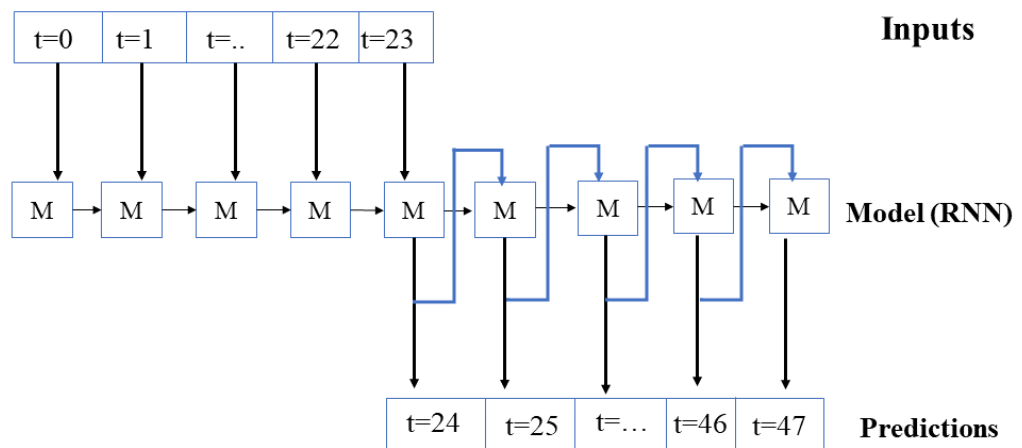 t=0 t=1 t=.. t=22 t=23
Inputs
M M M M M M M M M
Model (RNN)
t=24 t=25 t=... t=46 t=47
Predictions